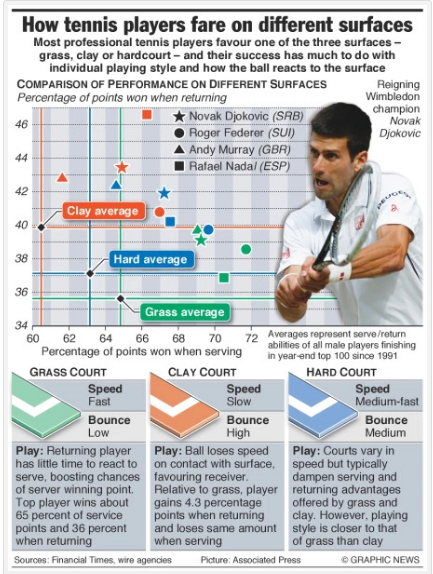 How tennis players fare on different surfaces
Most professional tennis players favour one of the three surfaces –
grass, clay or hardcourt – and their success has much to do with
individual playing style and how the ball reacts to the surface
COMPARISON OF PERFORMANCE ON DIFFERENT SURFACES
Percentage of points won when returning
Reigning
Wimbledon
champion
Novak
Djokovic
46
44
42
40
38
36
34
Novak Djokovic (SRB)
Roger Federer (SUI)
Andy Murray (GBR)
Rafael Nadal (ESP)
PEUGEOT
Clay average
Hard average
Grass average
60 62 64 66 68 70 72
Percentage of points won when serving
Averages represent serve/return
abilities of all male players finishing
in year-end top 100 since 1991
GRASS COURT
Speed
Fast
Bounce
Low
Play: Returning player
has little time to react to
serve, boosting chances
of server winning point.
Top player wins about
65 percent of service
points and 36 percent
when returning
CLAY COURT
Speed
Slow
Bounce
High
Play: Ball loses speed
on contact with surface,
favouring receiver.
Relative to grass, player
gains 4.3 percentage
points when returning
and loses same amount
when serving
HARD COURT
Speed
Medium-fast
Bounce
Medium
Play: Courts vary in
speed but typically
dampen serving and
returning advantages
offered by grass and
clay. However, playing
style is closer to that
of grass than clay
Sources: Financial Times, wire agencies
Picture: Associated Press
© GRAPHIC NEWS